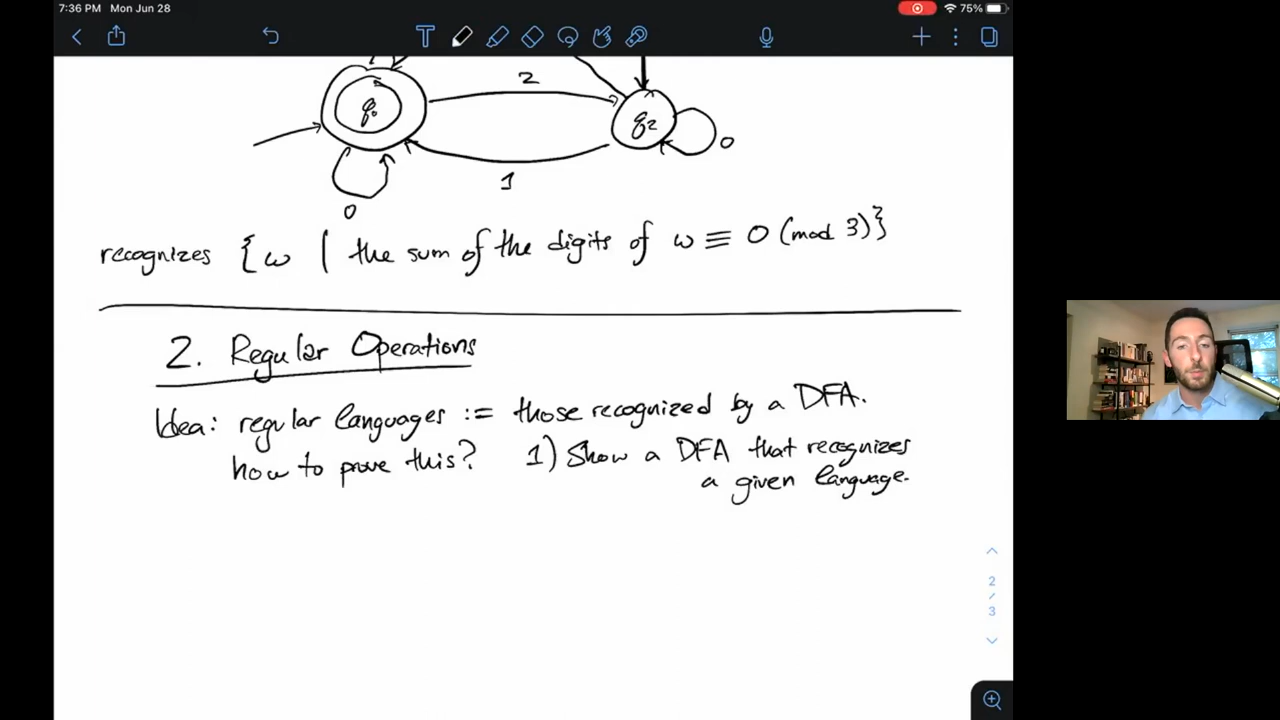 7:36 PM Mon Jun 28
75%
T
2
q0
q2
0
1
0
recognizes { w | the sum of the digits of w ≡ 0 (mod 3)}
2. Regular Operations
Idea: regular languages := those recognized by a DFA.
how to prove this? 1) Show a DFA that recognizes
a given language.
2
/
3